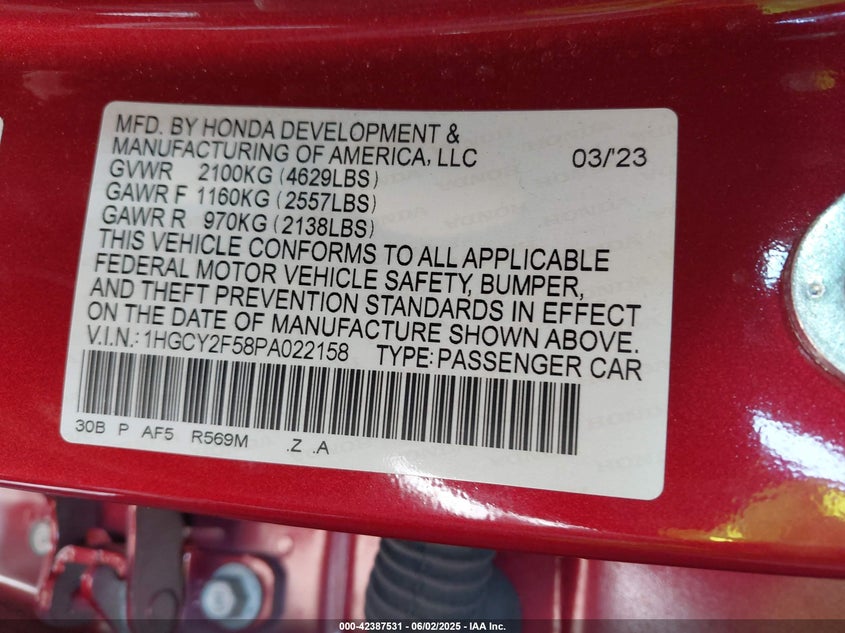 MFD. BY HONDA DEVELOPMENT &
MANUFACTURING OF AMERICA, LLC 03/'23
GVWR 2100KG (4629LBS)
GAWR F 1160KG (2557LBS)
GAWR R 970KG (2138LBS)
THIS VEHICLE CONFORMS TO ALL APPLICABLE
FEDERAL MOTOR VEHICLE SAFETY, BUMPER,
AND THEFT PREVENTION STANDARDS IN EFFECT
ON THE DATE OF MANUFACTURE SHOWN ABOVE.
V.I.N.: 1HGCY2F58PA022158 TYPE: PASSENGER CAR
30B P AF5 R569M .Z .A
000-42387531 - 06/02/2025 - IAA Inc.